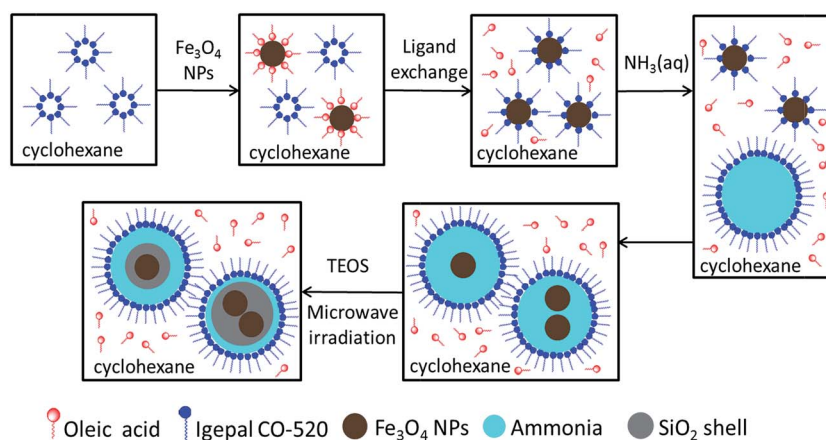 cyclohexane
Fe₃O₄
NPs
cyclohexane
Ligand
exchange
cyclohexane
NH₃(aq)
cyclohexane
cyclohexane
TEOS
Microwave
irradiation
cyclohexane
Oleic acid
Igepal CO-520
Fe₃O₄ NPs
Ammonia
SiO₂ shell